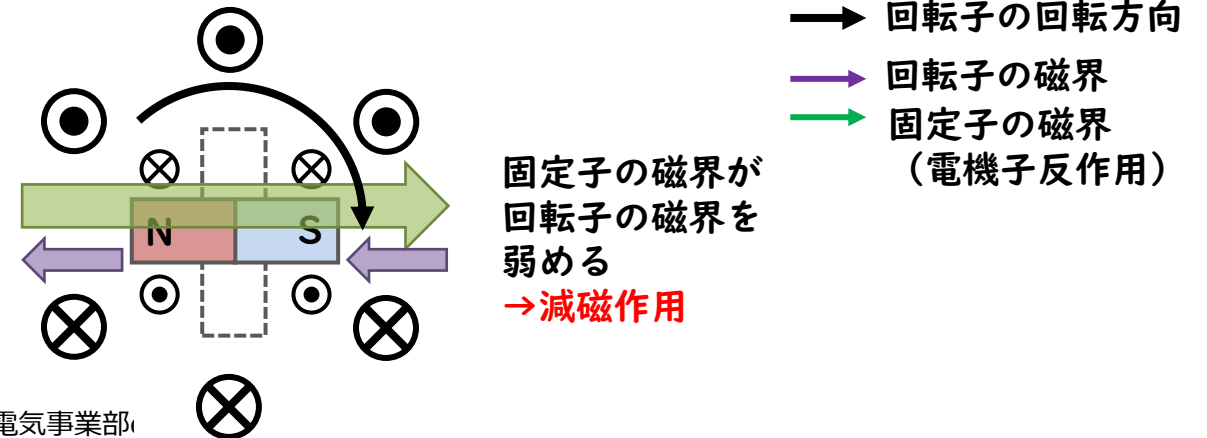 回転子の回転方向
回転子の磁界
固定子の磁界
（電機子反作用）
固定子の磁界が
回転子の磁界を
弱める
→減磁作用
N S
電気事業部